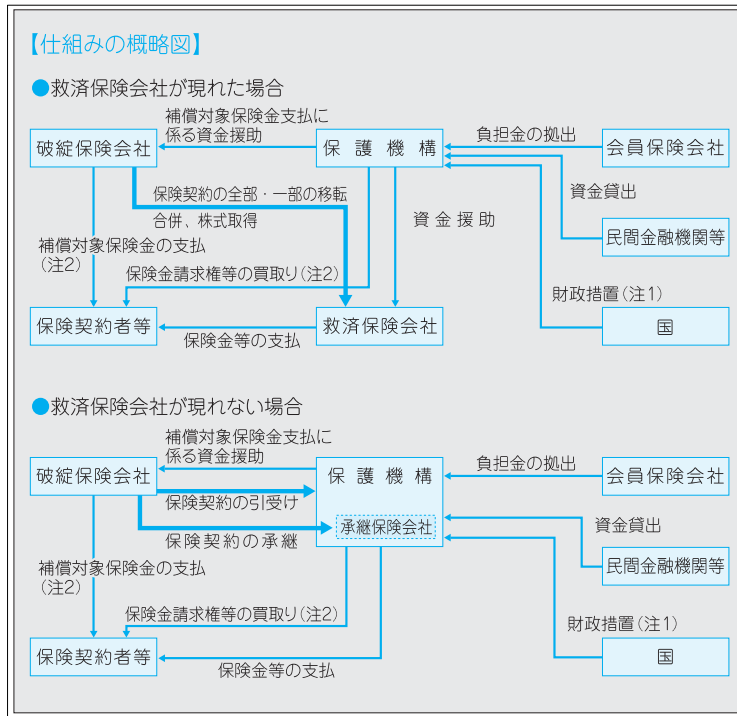 【仕組みの概略図】
●救済保険会社が現れた場合
補償対象保険金支払に
係る資金援助
破綻保険会社
保護機構
負担金の拠出
会員保険会社
保険契約の全部・一部の移転
合併、株式取得
資金援助
資金貸出
民間金融機関等
補償対象保険金の支払
(注2)
保険金請求権等の買取り(注2)
財政措置(注1)
保険契約者等
保険金等の支払
救済保険会社
国
●救済保険会社が現れない場合
補償対象保険金支払に
係る資金援助
破綻保険会社
保護機構
負担金の拠出
会員保険会社
保険契約の引受け
承継保険会社
保険契約の承継
資金貸出
民間金融機関等
補償対象保険金の支払
(注2)
保険金請求権等の買取り(注2)
財政措置(注1)
保険契約者等
保険金等の支払
国